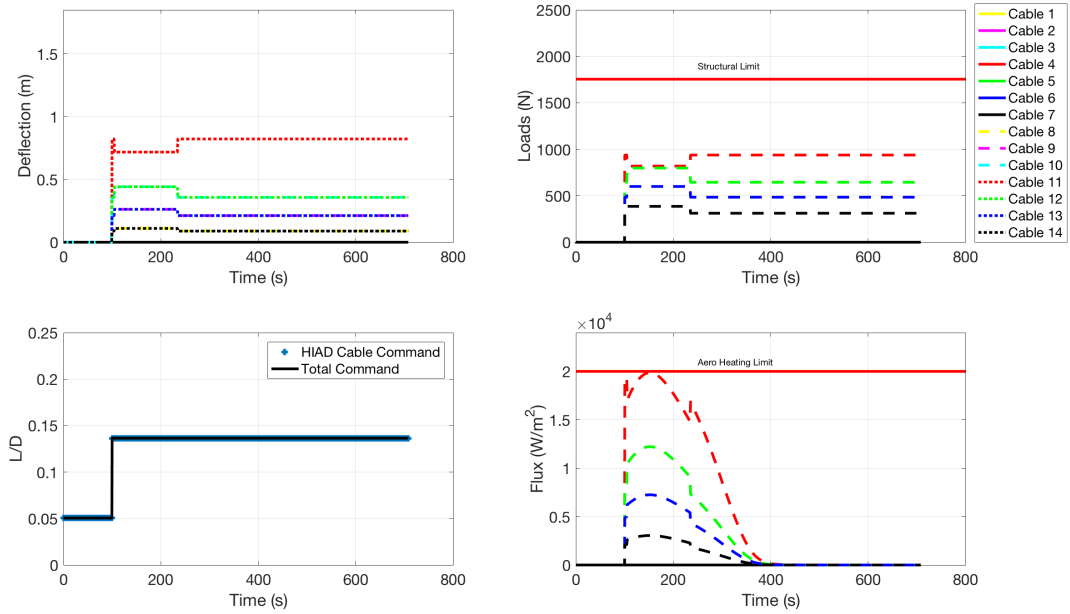 Deflection (m)
1.5
1
0.5
0
0 200 400 600 800
Time (s)
Loads (N)
2500
2000
1500
1000
500
0
Structural Limit
0 200 400 600 800
Time (s)
Cable 1
Cable 2
Cable 3
Cable 4
Cable 5
Cable 6
Cable 7
Cable 8
Cable 9
Cable 10
Cable 11
Cable 12
Cable 13
Cable 14
L/D
0.25
0.2
0.15
0.1
0.05
0
HIAD Cable Command
Total Command
0 200 400 600 800
Time (s)
×10⁴
Flux (W/m²)
2
1.5
1
0.5
0
Aero Heating Limit
0 200 400 600 800
Time (s)